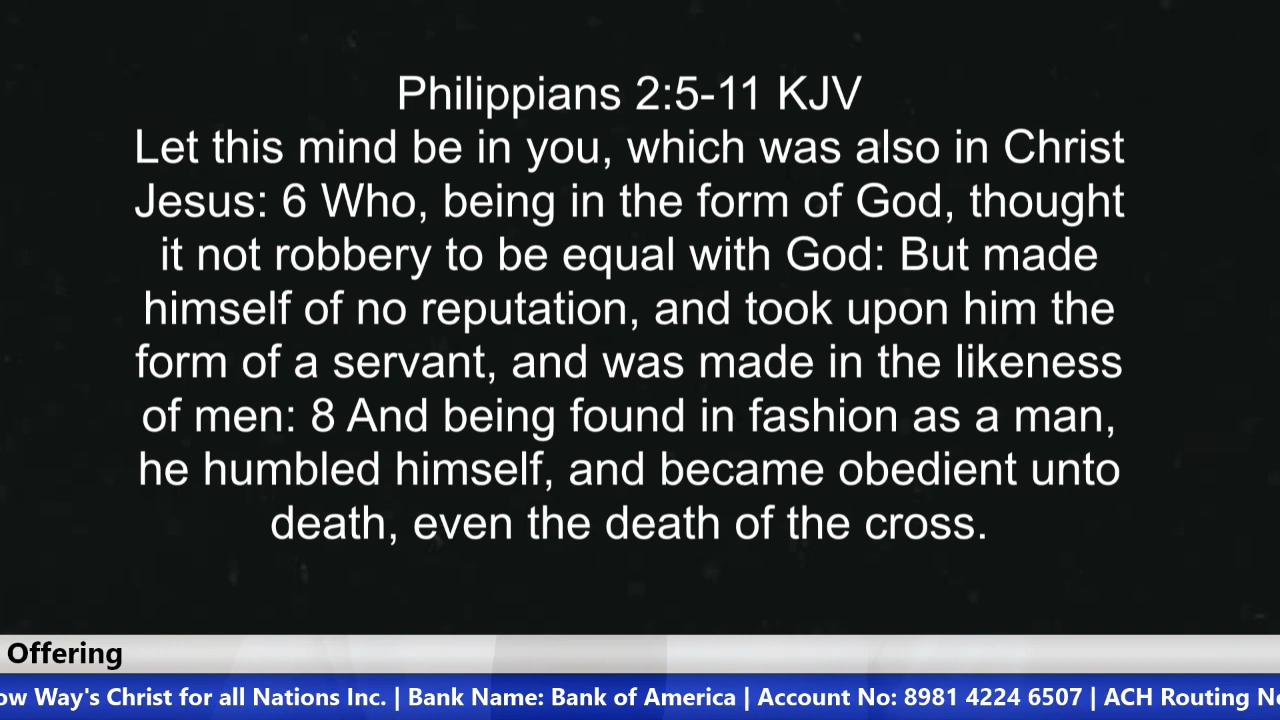 Philippians 2:5-11 KJV
Let this mind be in you, which was also in Christ
Jesus: 6 Who, being in the form of God, thought
it not robbery to be equal with God: But made
himself of no reputation, and took upon him the
form of a servant, and was made in the likeness
of men: 8 And being found in fashion as a man,
he humbled himself, and became obedient unto
death, even the death of the cross.
Offering
ow Way's Christ for all Nations Inc. | Bank Name: Bank of America | Account No: 8981 4224 6507 | ACH Routing No